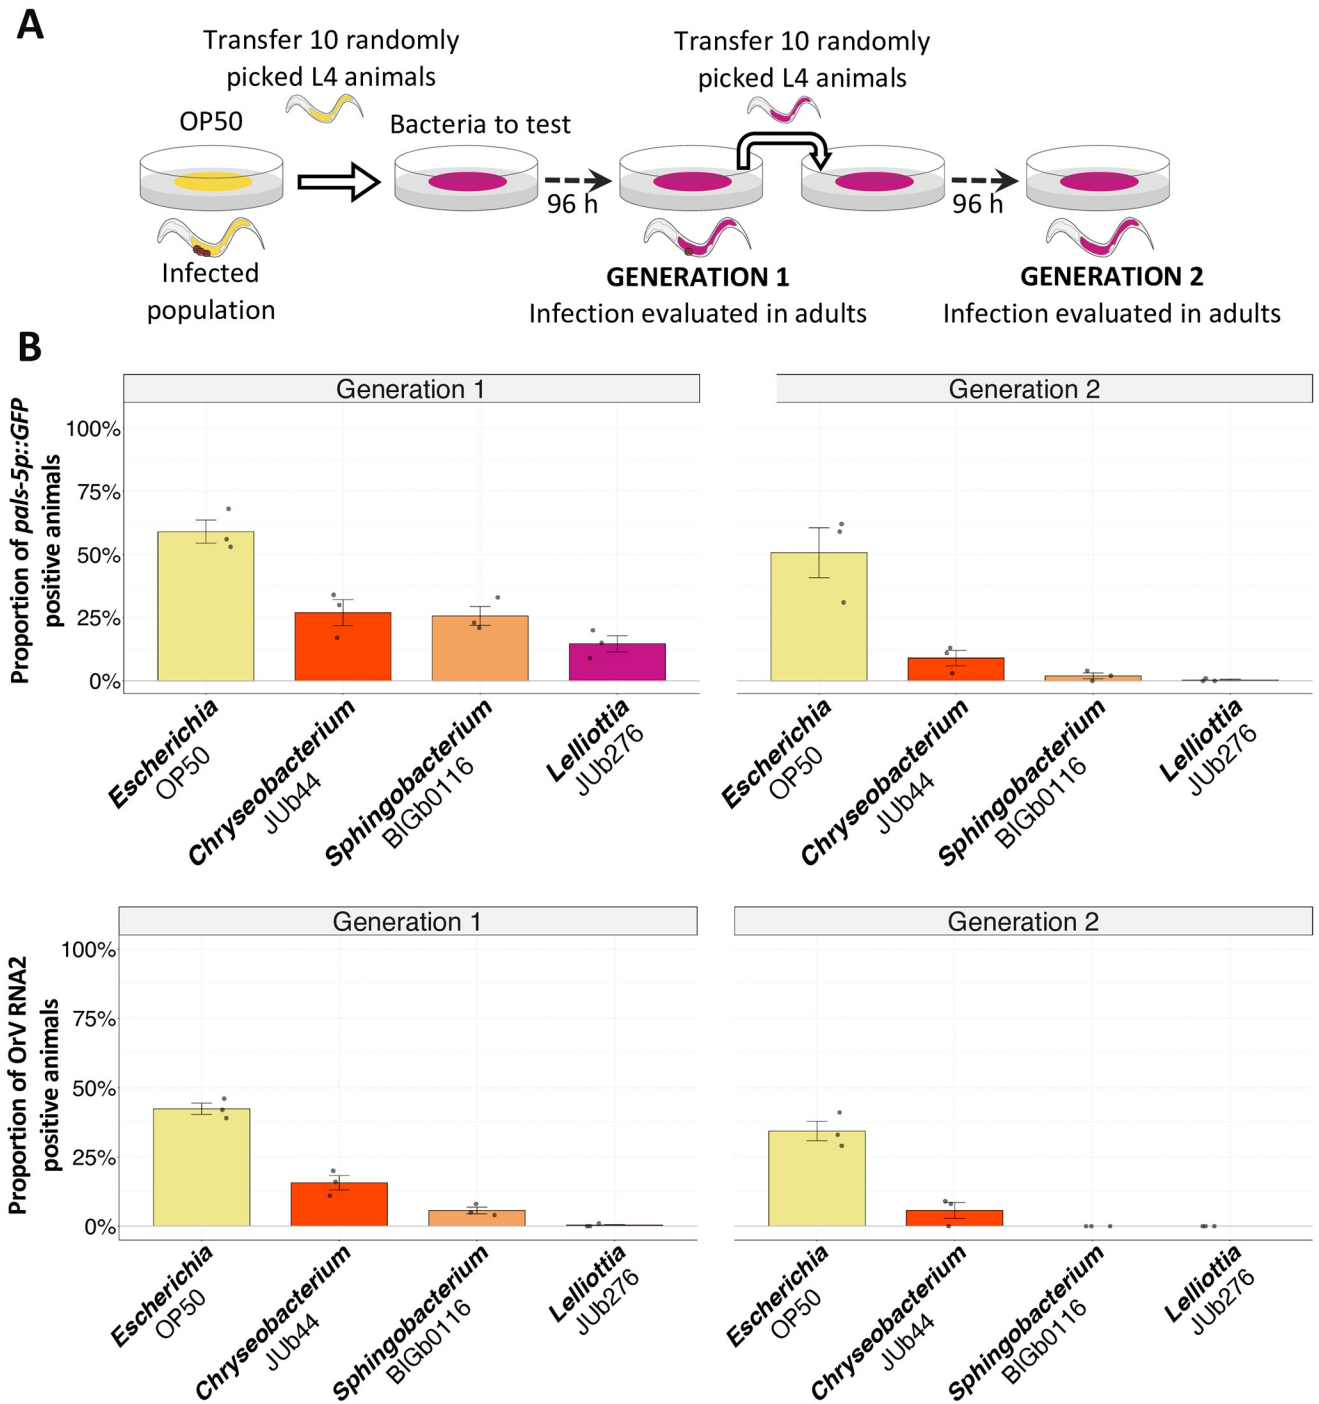 A
Transfer 10 randomly
picked L4 animals
Transfer 10 randomly
picked L4 animals
OP50
Bacteria to test
96 h
96 h
Infected
population
GENERATION 1
Infection evaluated in adults
GENERATION 2
Infection evaluated in adults
B
Proportion of pals-5p::GFP
positive animals
Generation 1
Generation 2
100%
75%
50%
25%
0%
Escherichia
OP50
Chryseobacterium
JUb44
Sphingobacterium
BIGb0116
Lelliottia
JUb276
Escherichia
OP50
Chryseobacterium
JUb44
Sphingobacterium
BIGb0116
Lelliottia
JUb276
Proportion of OrV RNA2
positive animals
Generation 1
Generation 2
100%
75%
50%
25%
0%
Escherichia
OP50
Chryseobacterium
JUb44
Sphingobacterium
BIGb0116
Lelliottia
JUb276
Escherichia
OP50
Chryseobacterium
JUb44
Sphingobacterium
BIGb0116
Lelliottia
JUb276